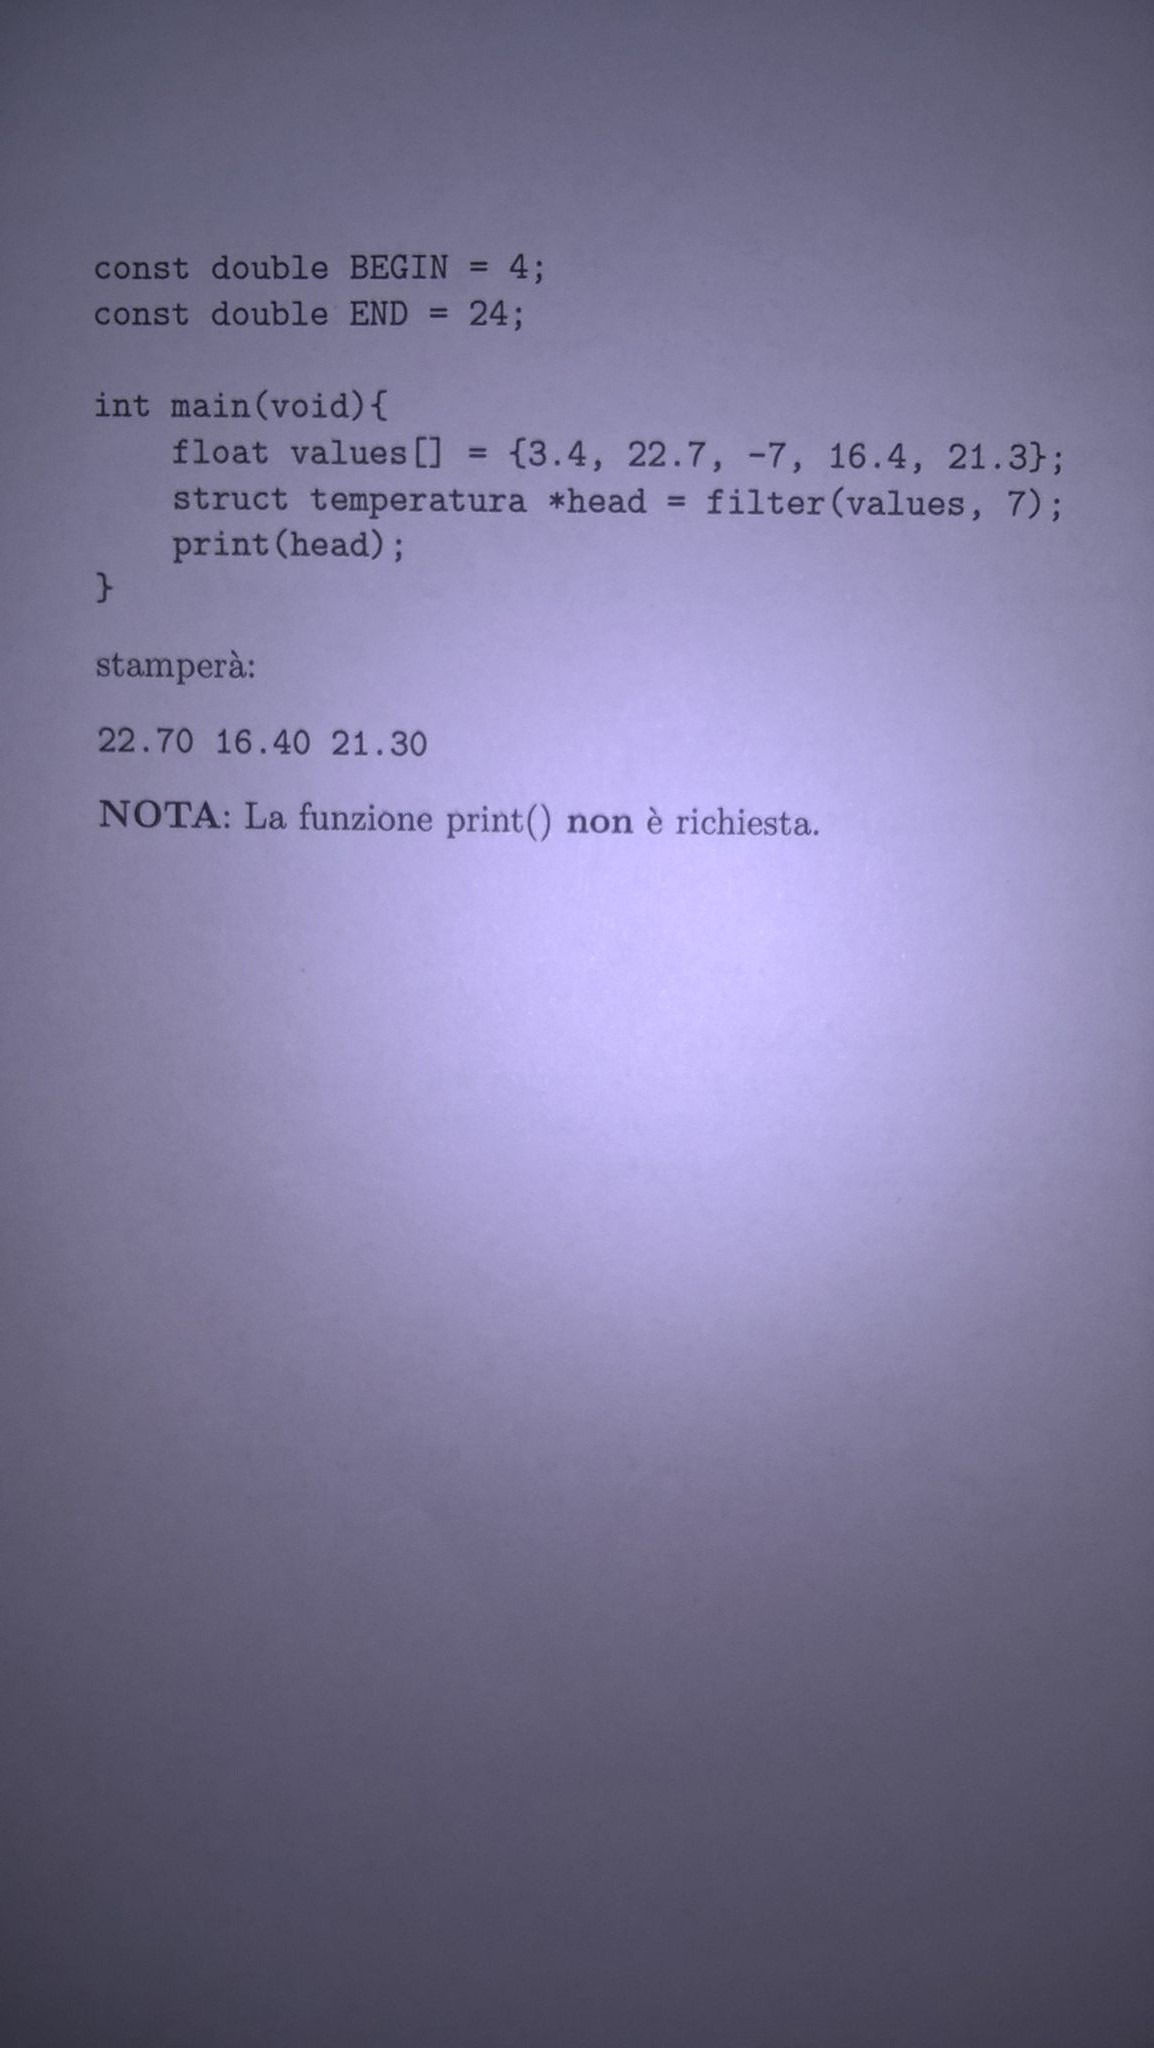 const double BEGIN = 4;
const double END = 24;
int main(void){
    float values[] = {3.4, 22.7, -7, 16.4, 21.3};
    struct temperatura *head = filter(values, 7);
    print(head);
}
stamperà:
22.70 16.40 21.30
NOTA: La funzione print() non è richiesta.